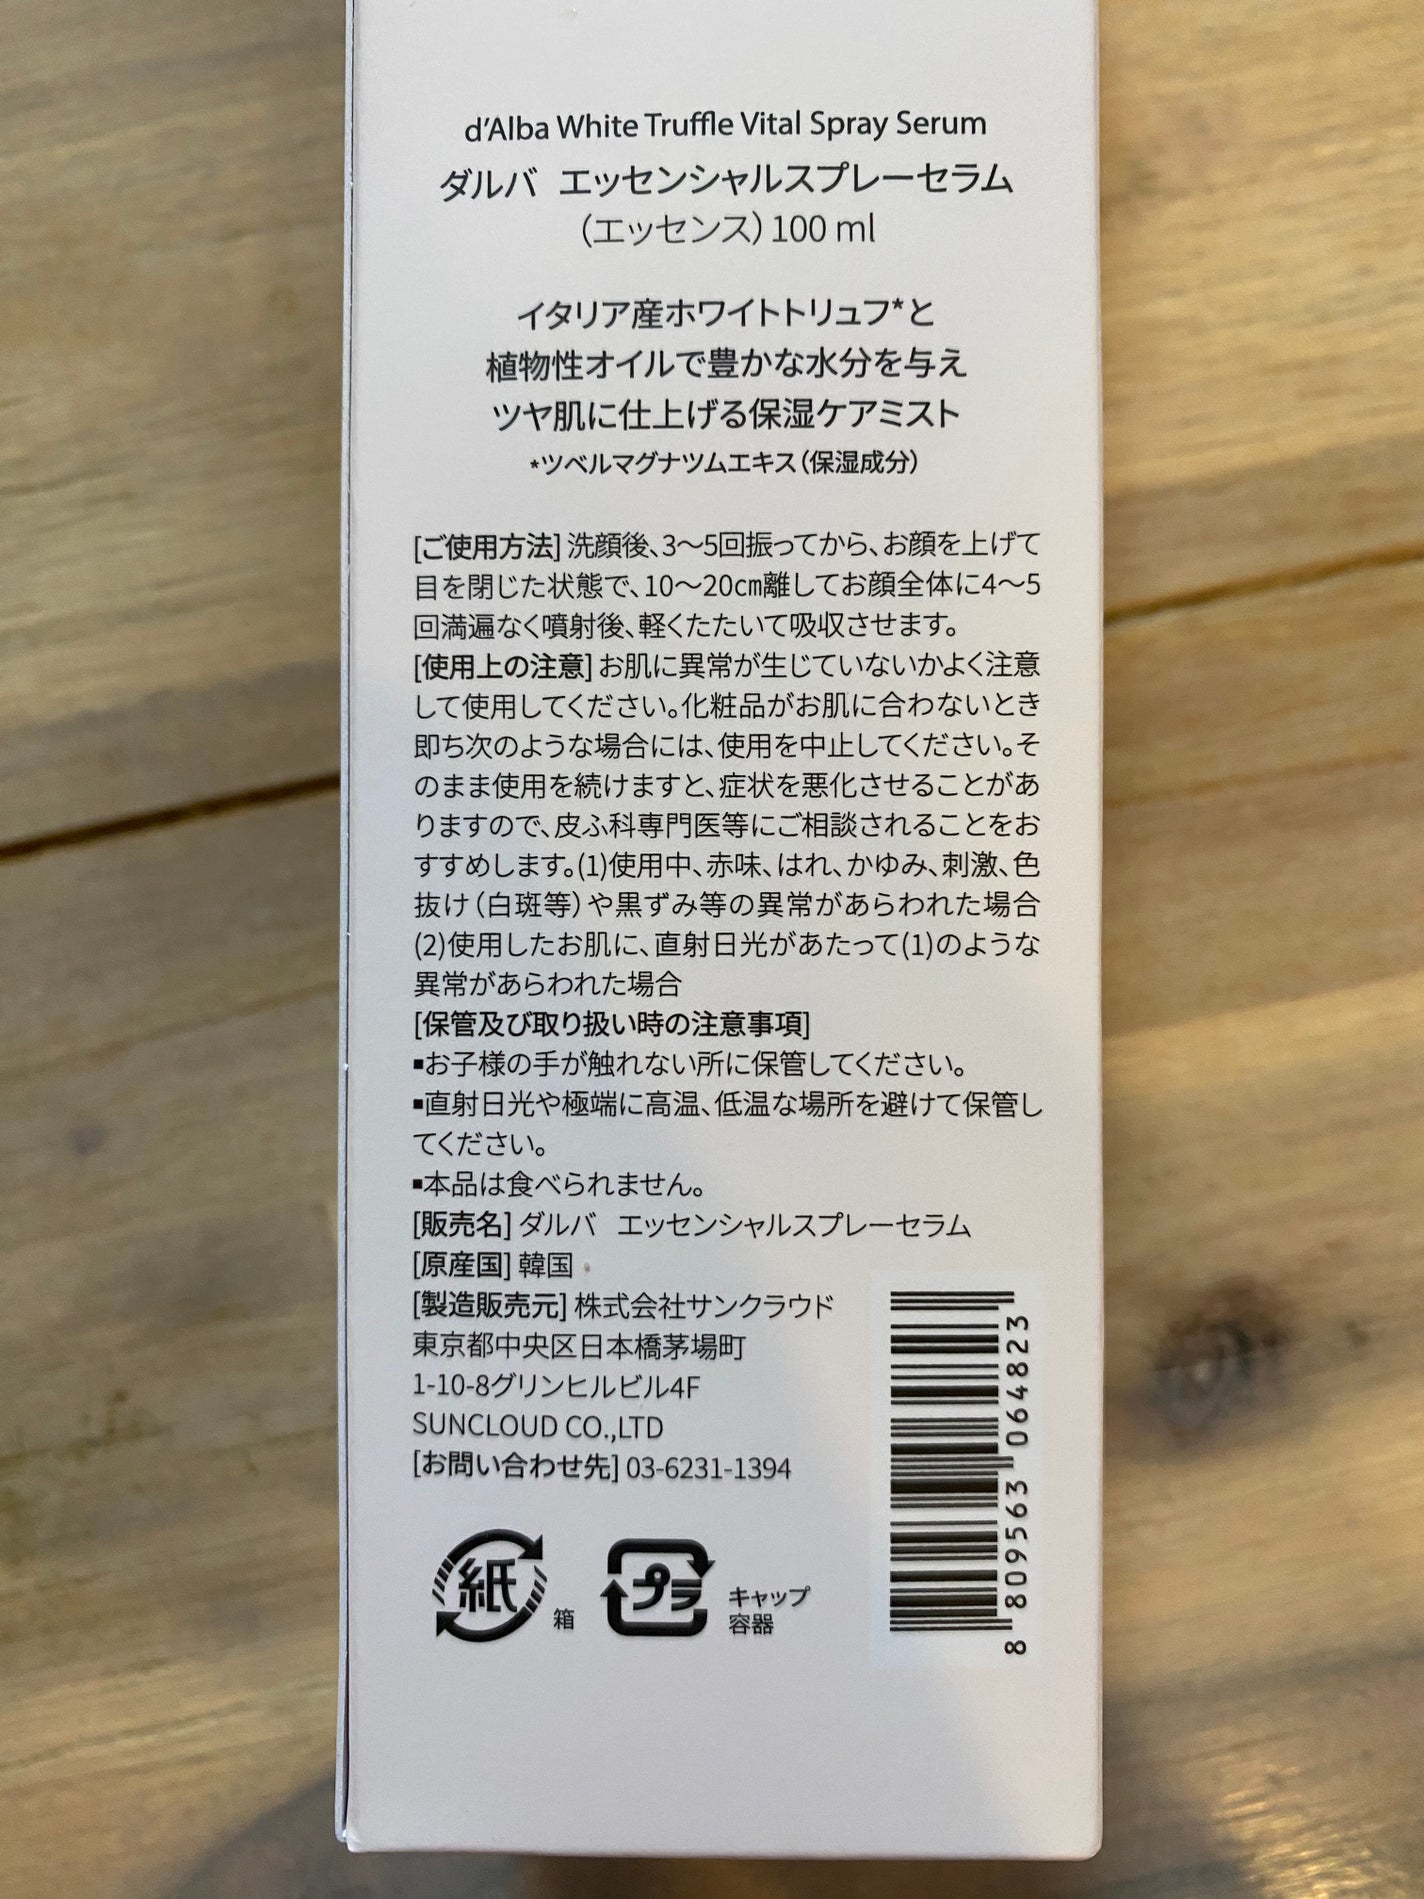 d'Alba White Truffle Vital Spray Serum
ダルバ エッセンシャルスプレーセラム
（エッセンス）100 ml
イタリア産ホワイトトリュフ*と
植物性オイルで豊かな水分を与え
ツヤ肌に仕上げる保湿ケアミスト
*ツベルマグナツムエキス（保湿成分）
[ご使用方法] 洗顔後、3〜5回振ってから、お顔を上げて
目を閉じた状態で、10〜20㎝離してお顔全体に4〜5
回満遍なく噴射後、軽くたたいて吸収させます。
[使用上の注意] お肌に異常が生じていないかよく注意
して使用してください。化粧品がお肌に合わないとき
即ち次のような場合には、使用を中止してください。そ
のまま使用を続けますと、症状を悪化させることがあ
りますので、皮ふ科専門医等にご相談されることをお
すすめします。(1)使用中、赤味、はれ、かゆみ、刺激、色
抜け（白斑等）や黒ずみ等の異常があらわれた場合
(2)使用したお肌に、直射日光があたって(1)のような
異常があらわれた場合
[保管及び取り扱い時の注意事項]
▪お子様の手が触れない所に保管してください。
▪直射日光や極端に高温、低温な場所を避けて保管し
てください。
▪本品は食べられません。
[販売名] ダルバ エッセンシャルスプレーセラム
[原産国] 韓国
[製造販売元] 株式会社サンクラウド
東京都中央区日本橋茅場町
1-10-8グリンヒルビル4F
SUNCLOUD CO.,LTD
[お問い合わせ先] 03-6231-1394
8 809563 064823
紙 箱
プラ キャップ
容器